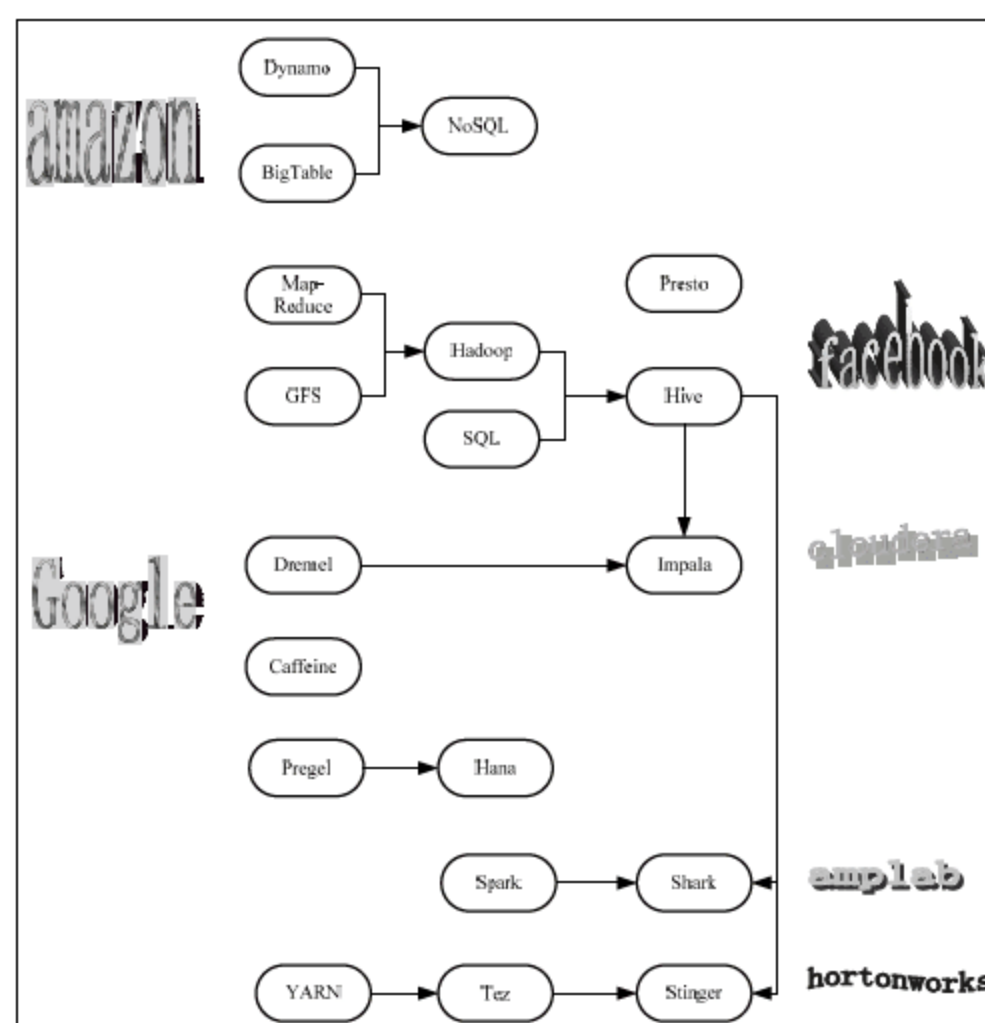 Dynamo
amazon
NoSQL
BigTable
Map-
Reduce
Presto
facebook
Hadoop
GFS
Hive
SQL
cloudera
Dremel
Impala
Google
Caffeine
Pregel
Hana
Spark
Shark
amplab
YARN
Tez
Stinger
hortonworks